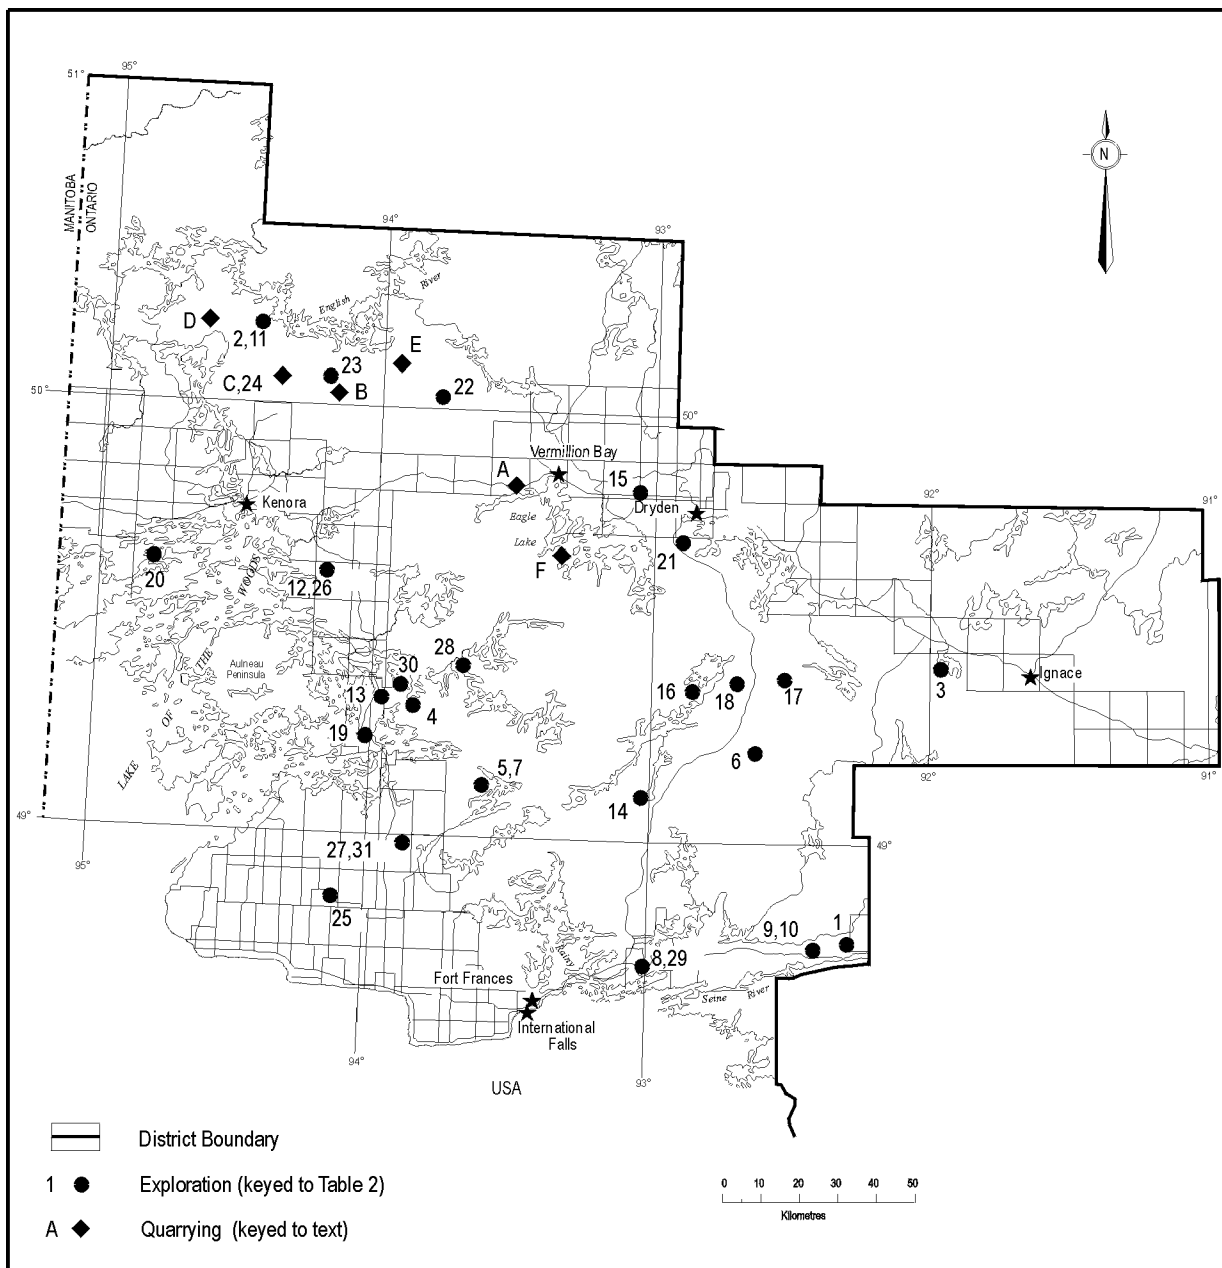 51°
95°
N
MANITOBA
ONTARIO
94°
93°
English
River
D
2,11
E
23
C,24
B
22
50°
50°
Vermillion Bay
A
15
Kenora
Dryden
92°
91°
Eagle
Lake
F
21
20
12,26
LAKE OF THE WOODS
Aulneau
Peninsula
28
30
13
4
16
18
17
3
Ignace
19
6
5,7
14
92°
91°
49°
27,31
49°
95°
25
9,10
1
Rainy
8,29
Fort Frances
Seine River
International
Falls
94°
93°
USA
District Boundary
1 Exploration (keyed to Table 2)
A Quarrying (keyed to text)
0 10 20 30 40 50
Kilometres